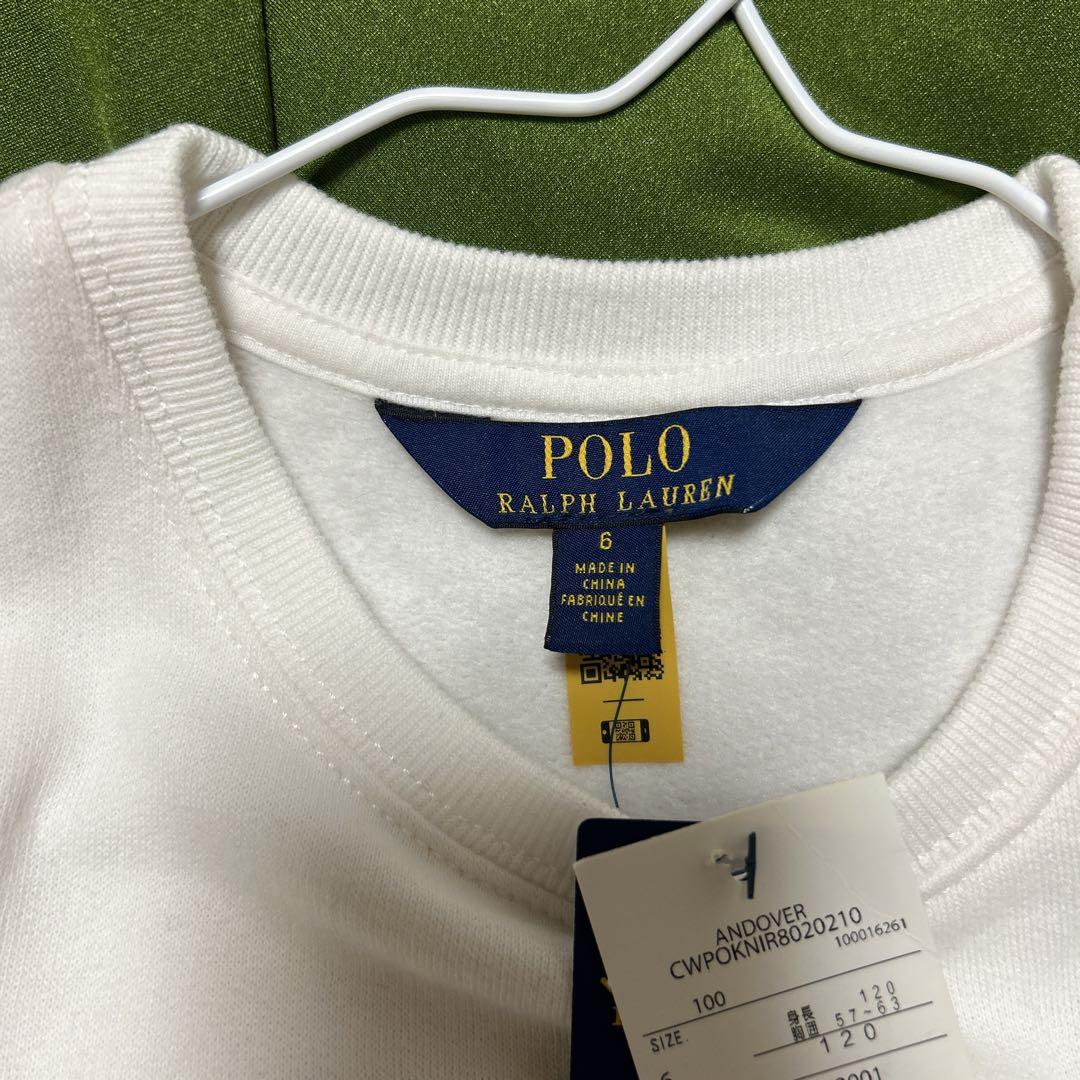 POLO
RALPH LAUREN
6
MADE IN
CHINA
FABRIQUÉ EN
CHINE
ANDOVER
CWPOKNIR8020210
100016261
100
SIZE.
身長 120
胸囲 57~63
120
6